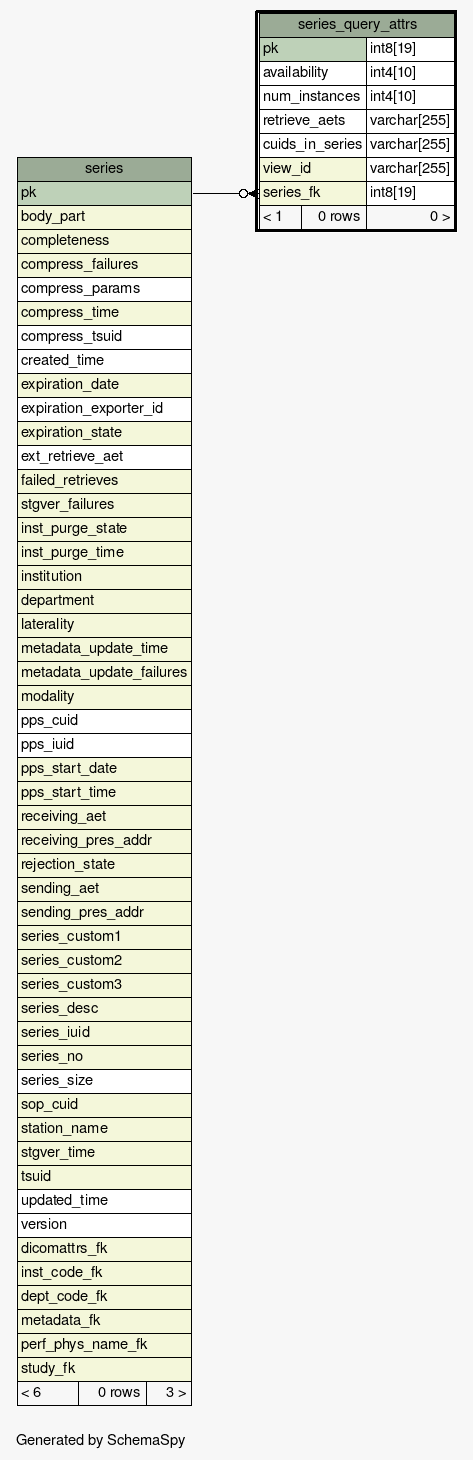 series_query_attrs
pk int8[19]
availability int4[10]
num_instances int4[10]
retrieve_aets varchar[255]
cuids_in_series varchar[255]
view_id varchar[255]
series_fk int8[19]
< 1 0 rows 0 >
series
pk
body_part
completeness
compress_failures
compress_params
compress_time
compress_tsuid
created_time
expiration_date
expiration_exporter_id
expiration_state
ext_retrieve_aet
failed_retrieves
stgver_failures
inst_purge_state
inst_purge_time
institution
department
laterality
metadata_update_time
metadata_update_failures
modality
pps_cuid
pps_iuid
pps_start_date
pps_start_time
receiving_aet
receiving_pres_addr
rejection_state
sending_aet
sending_pres_addr
series_custom1
series_custom2
series_custom3
series_desc
series_iuid
series_no
series_size
sop_cuid
station_name
stgver_time
tsuid
updated_time
version
dicomattrs_fk
inst_code_fk
dept_code_fk
metadata_fk
perf_phys_name_fk
study_fk
< 6 0 rows 3 >
Generated by SchemaSpy